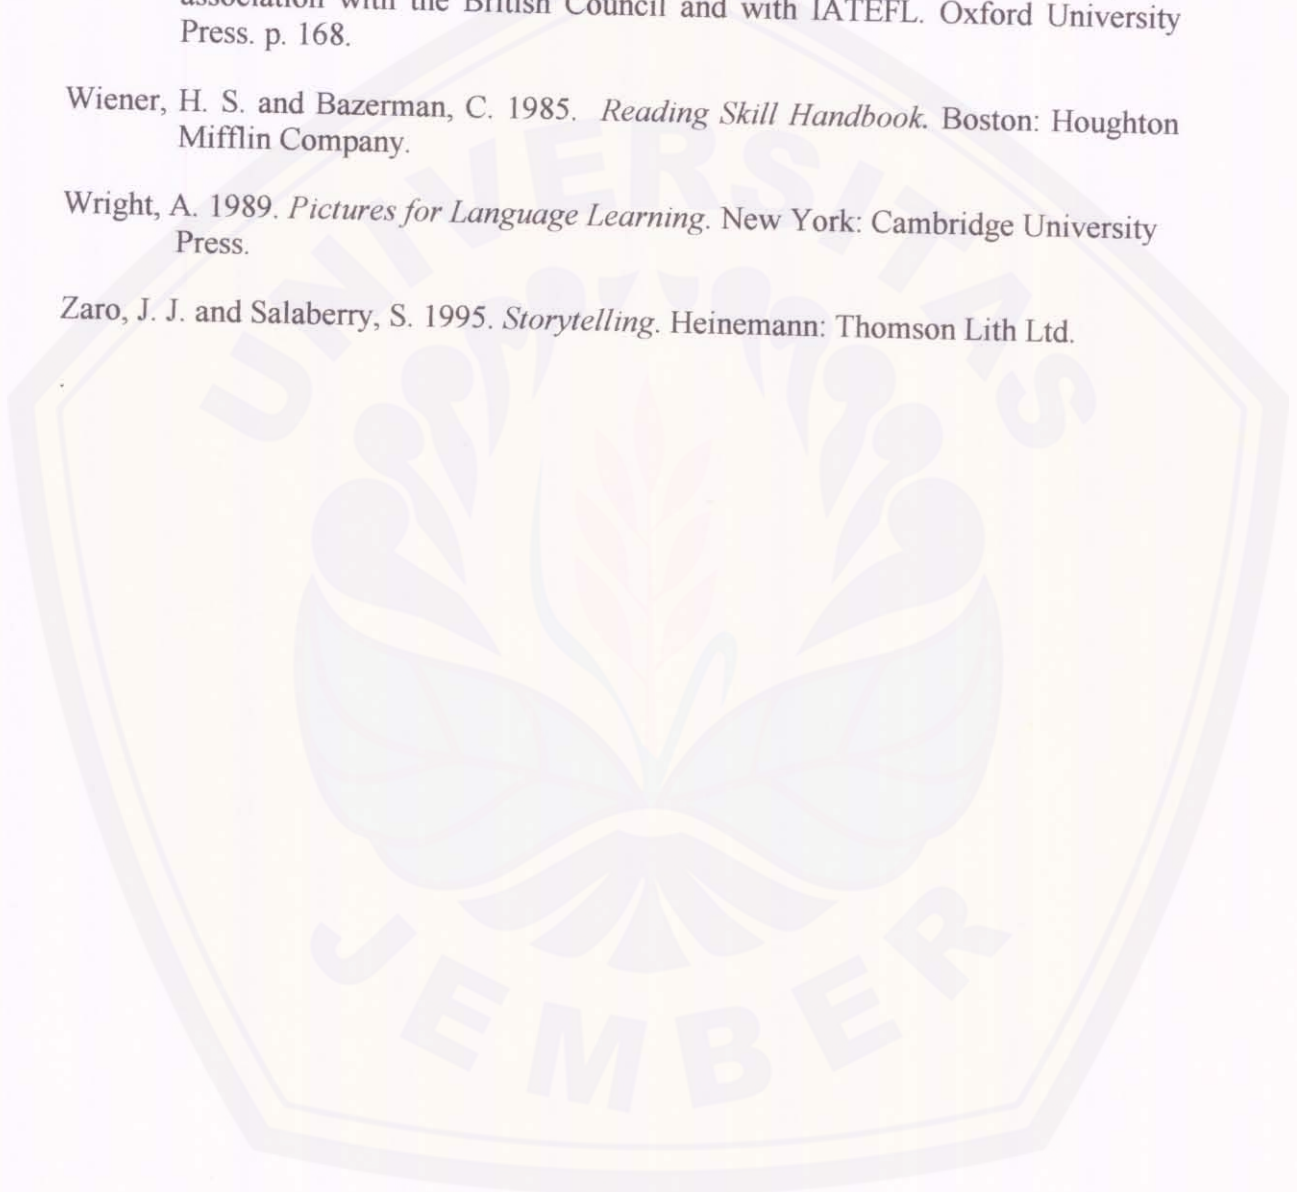 association with the British Council and with IATEFL. Oxford University
Press. p. 168.
Wiener, H. S. and Bazerman, C. 1985. Reading Skill Handbook. Boston: Houghton
Mifflin Company.
Wright, A. 1989. Pictures for Language Learning. New York: Cambridge University
Press.
Zaro, J. J. and Salaberry, S. 1995. Storytelling. Heinemann: Thomson Lith Ltd.
UNIVERSITAS
JEMBER